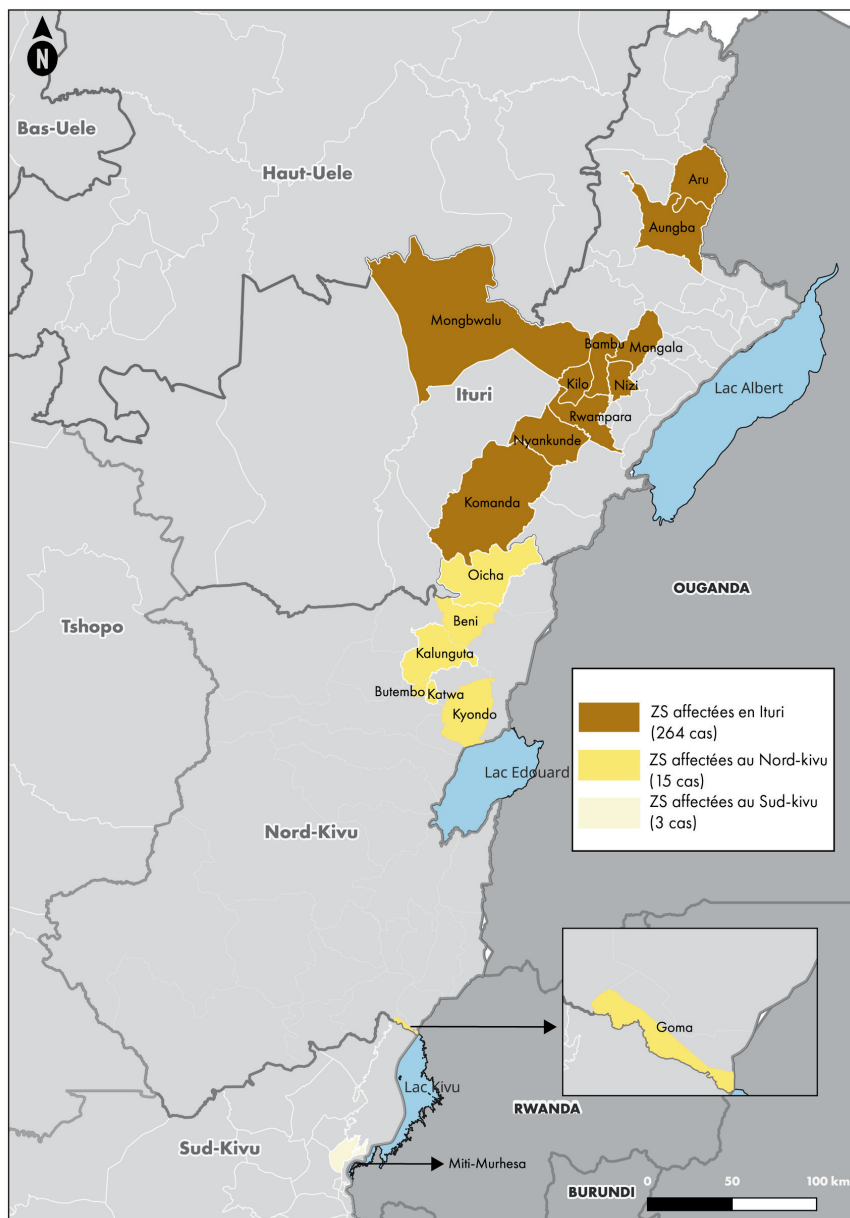 N
Bas-Uele
Haut-Uele
Aru
Aungba
Mongbwalu
Bambu
Mangala
Kilo
Nizi
Lac Albert
Ituri
Rwampara
Nyankunde
Komanda
Oicha
OUGANDA
Tshopo
Beni
Kalunguta
Butembo
Katwa
Kyondo
ZS affectées en Ituri
(264 cas)
ZS affectées au Nord-kivu
(15 cas)
ZS affectées au Sud-kivu
(3 cas)
Lac Edouard
Nord-Kivu
Goma
Lac Kivu
RWANDA
Sud-Kivu
Miti-Murhesa
BURUNDI
0 50 100 km